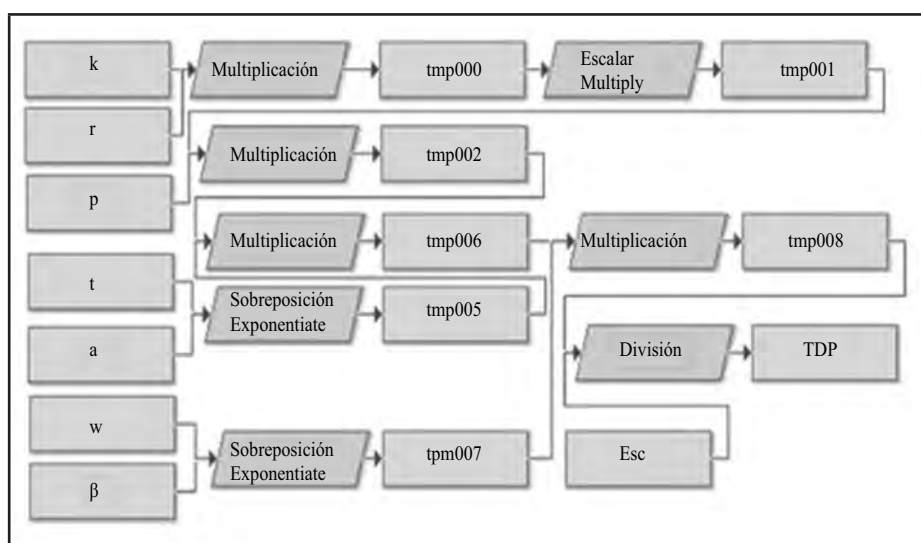 k
Multiplicación
tmp000
Escalar
Multiply
tmp001
r
Multiplicación
tmp002
p
Multiplicación
tmp006
Multiplicación
tmp008
t
Sobreposición
Exponentiate
tmp005
a
División
TDP
w
Sobreposición
Exponentiate
tpm007
Esc
β